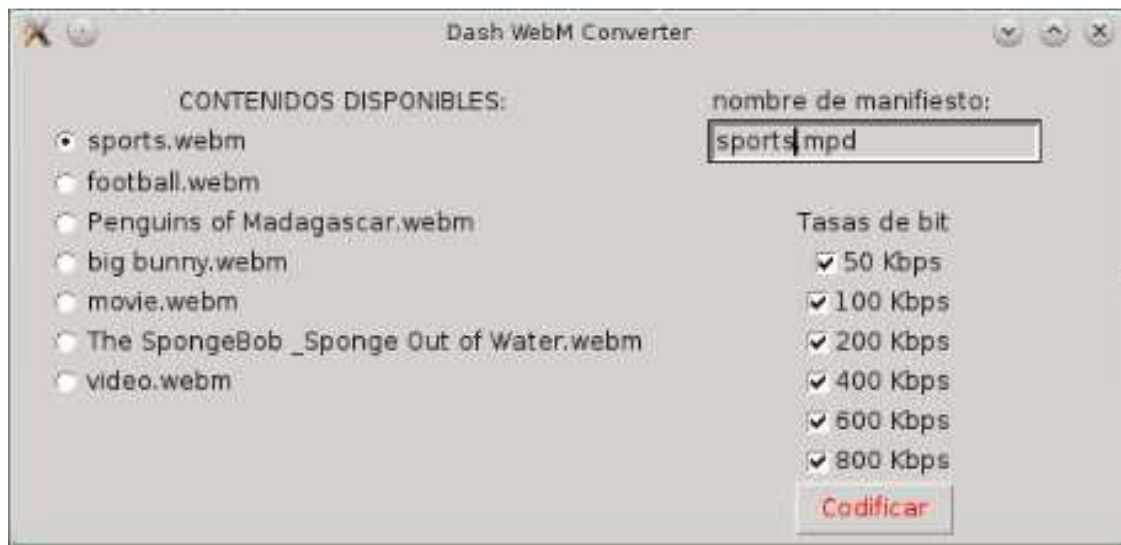 Dash WebM Converter
CONTENIDOS DISPONIBLES:
sports.webm
football.webm
Penguins of Madagascar.webm
big bunny.webm
movie.webm
The SpongeBob _Sponge Out of Water.webm
video.webm
nombre de manifiesto:
sports.mpd
Tasas de bit
50 Kbps
100 Kbps
200 Kbps
400 Kbps
600 Kbps
800 Kbps
Codificar